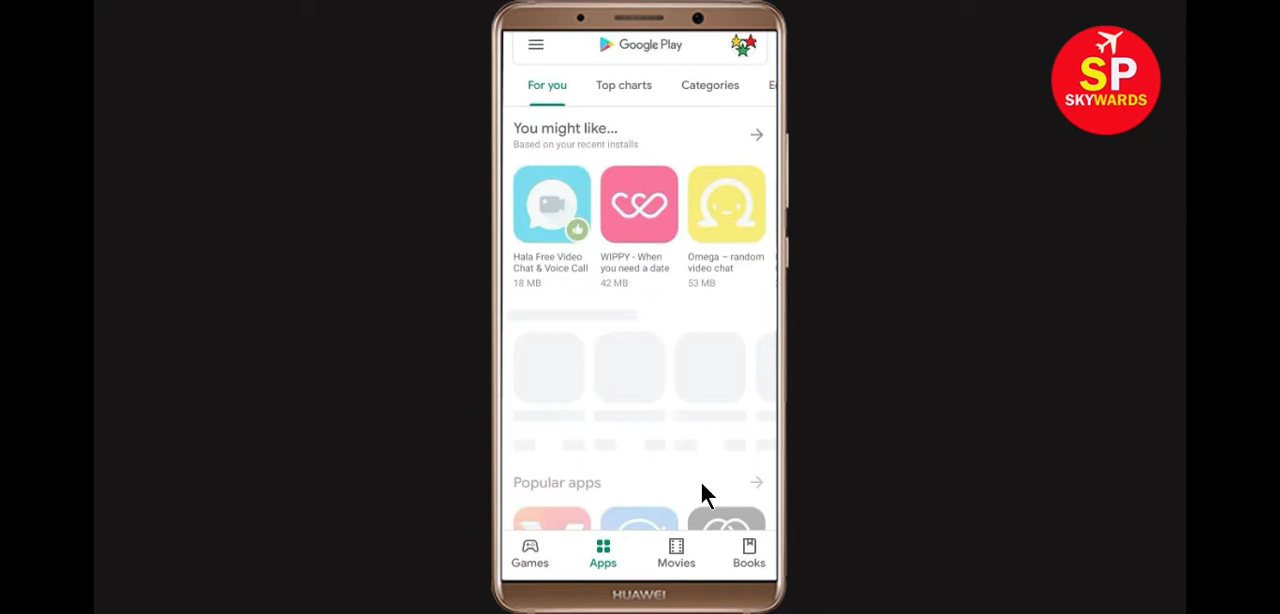 Google Play
SP
SKYWARDS
For you
Top charts
Categories
E
You might like...
Based on your recent installs
Hala Free Video
Chat & Voice Call
18 MB
WIPPY - When
you need a date
42 MB
Omega – random
video chat
53 MB
Popular apps
Games
Apps
Movies
Books
HUAWEI